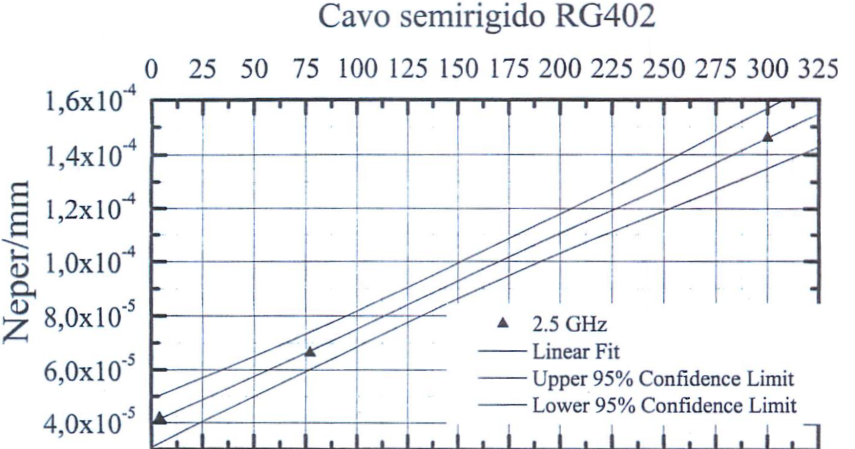 Cavo semirigido RG402
0 25 50 75 100 125 150 175 200 225 250 275 300 325
1,6x10⁻⁴
1,4x10⁻⁴
1,2x10⁻⁴
1,0x10⁻⁴
8,0x10⁻⁵
6,0x10⁻⁵
4,0x10⁻⁵
Neper/mm
2.5 GHz
Linear Fit
Upper 95% Confidence Limit
Lower 95% Confidence Limit